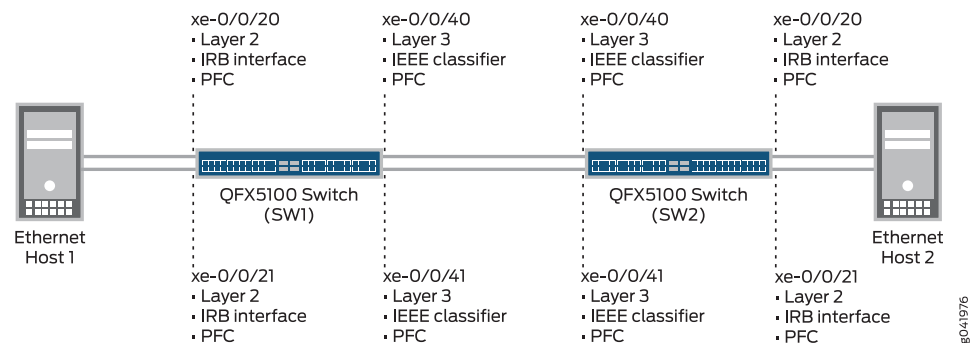 xe-0/0/20
▪ Layer 2
▪ IRB interface
▪ PFC
xe-0/0/40
▪ Layer 3
▪ IEEE classifier
▪ PFC
xe-0/0/40
▪ Layer 3
▪ IEEE classifier
▪ PFC
xe-0/0/20
▪ Layer 2
▪ IRB interface
▪ PFC
Ethernet
Host 1
QFX5100 Switch
(SW1)
QFX5100 Switch
(SW2)
Ethernet
Host 2
xe-0/0/21
▪ Layer 2
▪ IRB interface
▪ PFC
xe-0/0/41
▪ Layer 3
▪ IEEE classifier
▪ PFC
xe-0/0/41
▪ Layer 3
▪ IEEE classifier
▪ PFC
xe-0/0/21
▪ Layer 2
▪ IRB interface
▪ PFC
g041976